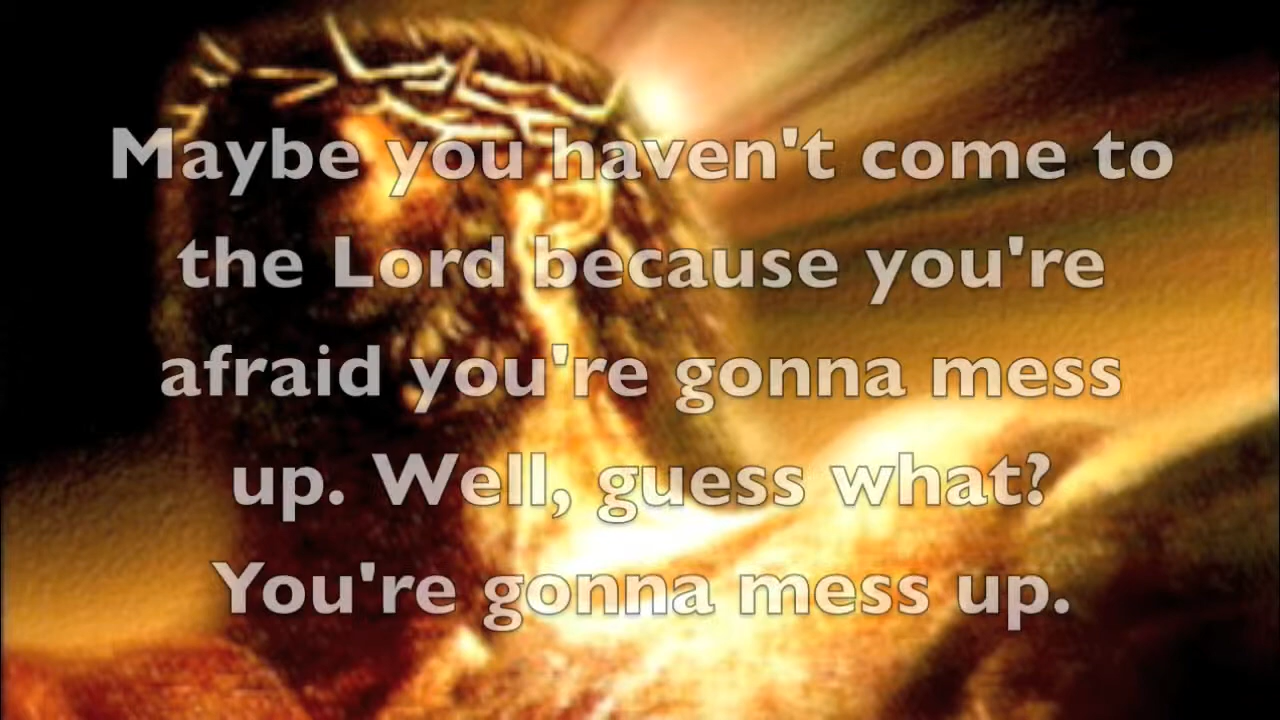 Maybe you haven't come to
the Lord because you're
afraid you're gonna mess
up. Well, guess what?
You're gonna mess up.